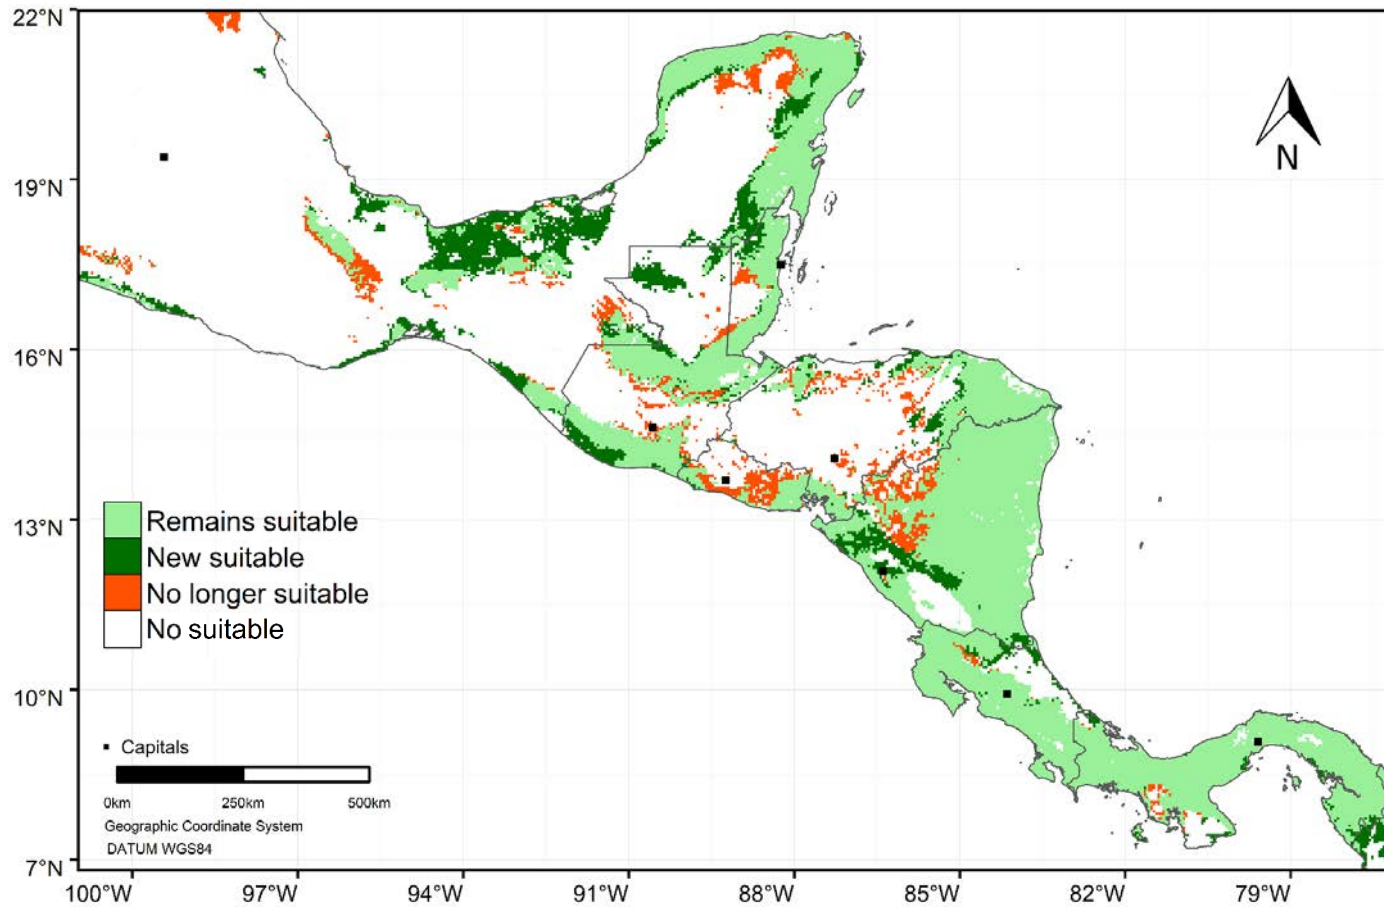 22°N
19°N
16°N
13°N
10°N
7°N
N
Remains suitable
New suitable
No longer suitable
No suitable
Capitals
0km 250km 500km
Geographic Coordinate System
DATUM WGS84
100°W 97°W 94°W 91°W 88°W 85°W 82°W 79°W